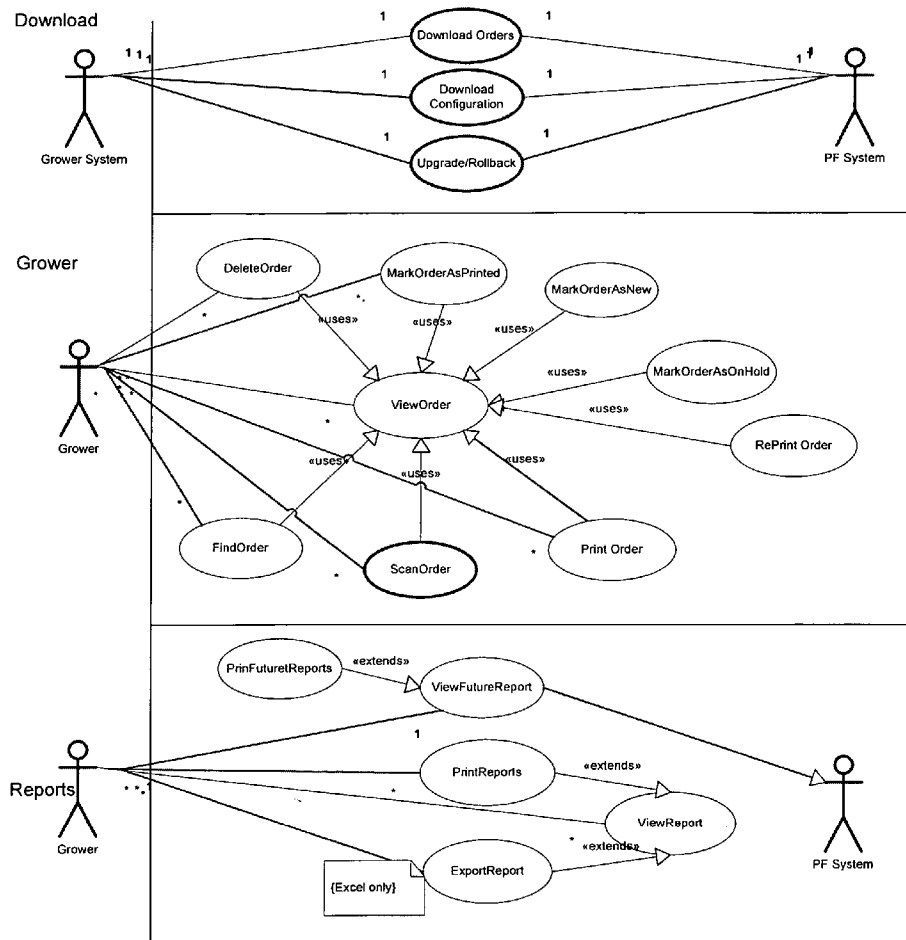 Download
1
1
Download Orders
1 1 1
1 1
Grower System
1
Download
Configuration
1
PF System
1
Upgrade/Rollback
1
Grower
DeleteOrder
MarkOrderAsPrinted
MarkOrderAsNew
*
*
«uses»
«uses»
«uses»
MarkOrderAsOnHold
«uses»
Grower
* * *
ViewOrder
*
«uses»
RePrint Order
«uses»
«uses»
«uses»
*
FindOrder
*
ScanOrder
*
Print Order
PrinFuturetReports
«extends»
ViewFutureReport
1
Reports
* * *
Grower
PrintReports
«extends»
*
ViewReport
*
«extends»
ExportReport
{Excel only}
PF System